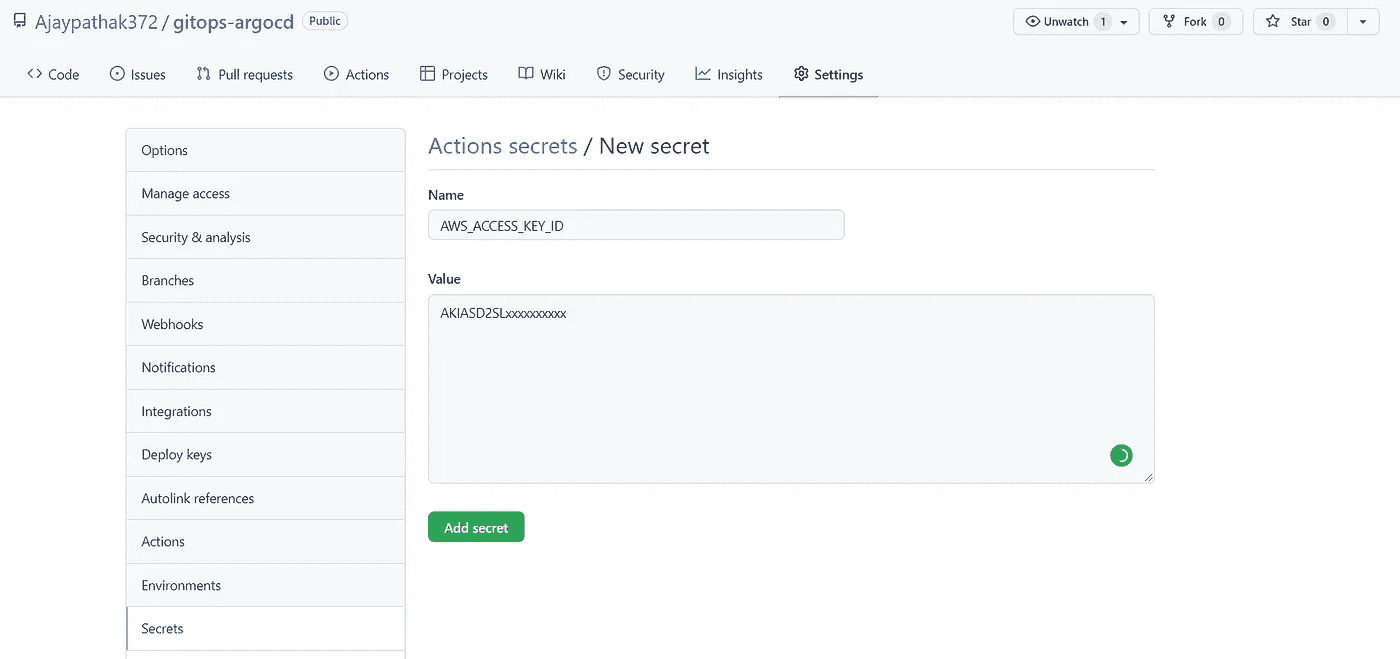 Ajaypathak372 / gitops-argocd Public Unwatch 1 Fork 0 Star 0
Code Issues Pull requests Actions Projects Wiki Security Insights Settings
Options
Manage access
Security & analysis
Branches
Webhooks
Notifications
Integrations
Deploy keys
Autolink references
Actions
Environments
Secrets
Actions secrets / New secret
Name
AWS_ACCESS_KEY_ID
Value
AKIASD2SLxxxxxxxxxx
Add secret